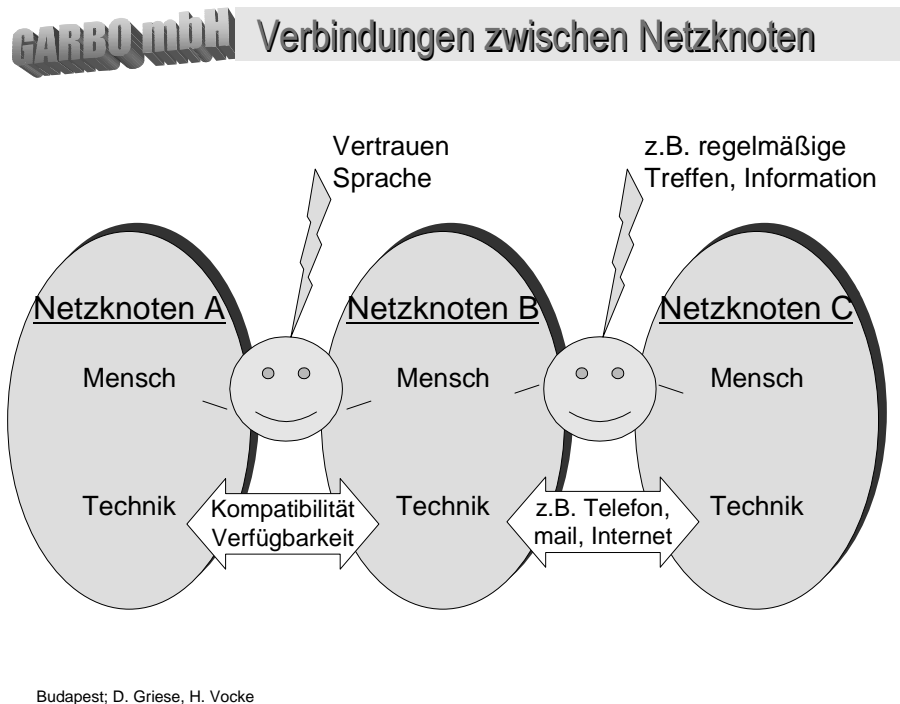 GARBO mbH
Verbindungen zwischen Netzknoten
Vertrauen
Sprache
z.B. regelmäßige
Treffen, Information
Netzknoten A
Netzknoten B
Netzknoten C
Mensch
Mensch
Mensch
Technik
Kompatibilität
Verfügbarkeit
Technik
z.B. Telefon,
mail, Internet
Technik
Budapest; D. Griese, H. Vocke